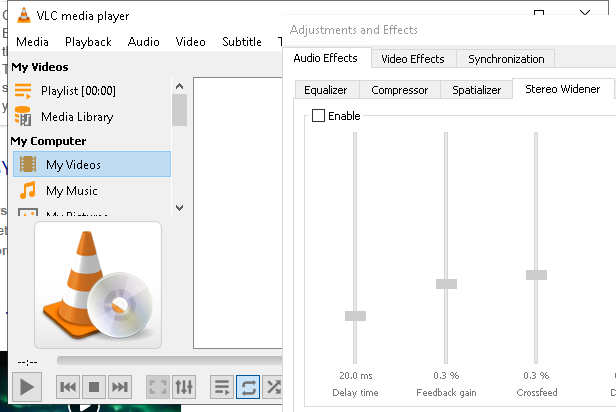 VLC media player
Media Playback Audio Video Subtitle
My Videos
Playlist [00:00]
Media Library
My Computer
My Videos
My Music
My Pictures
--:--
Adjustments and Effects
Audio Effects Video Effects Synchronization
Equalizer Compressor Spatializer Stereo Widener
Enable
20.0 ms 0.3 % 0.3 %
Delay time Feedback gain Crossfeed